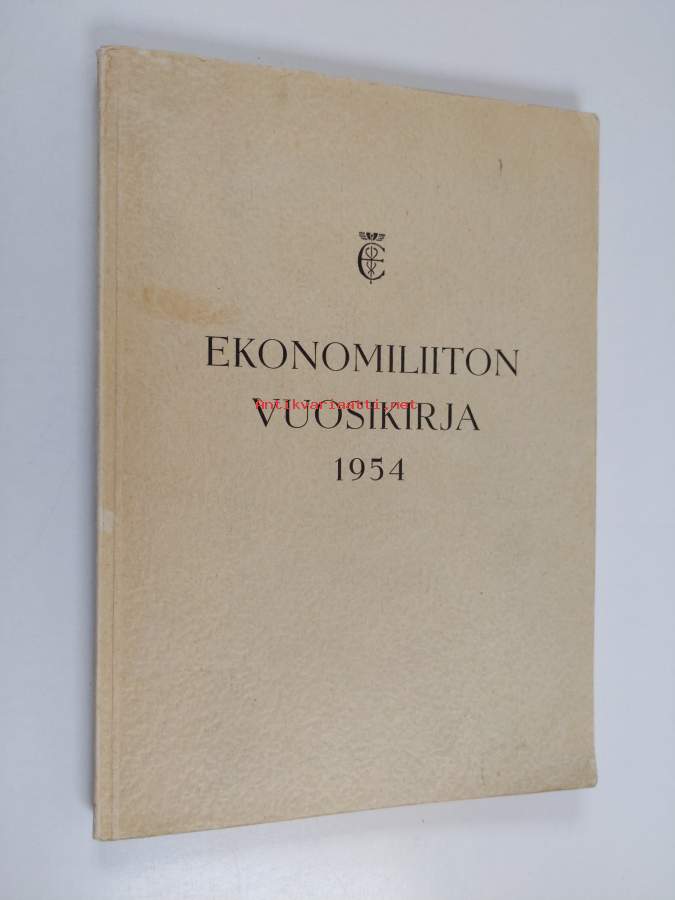 EKONOMILIITON
Antikvariaatti.net
VUOSIKIRJA
1954